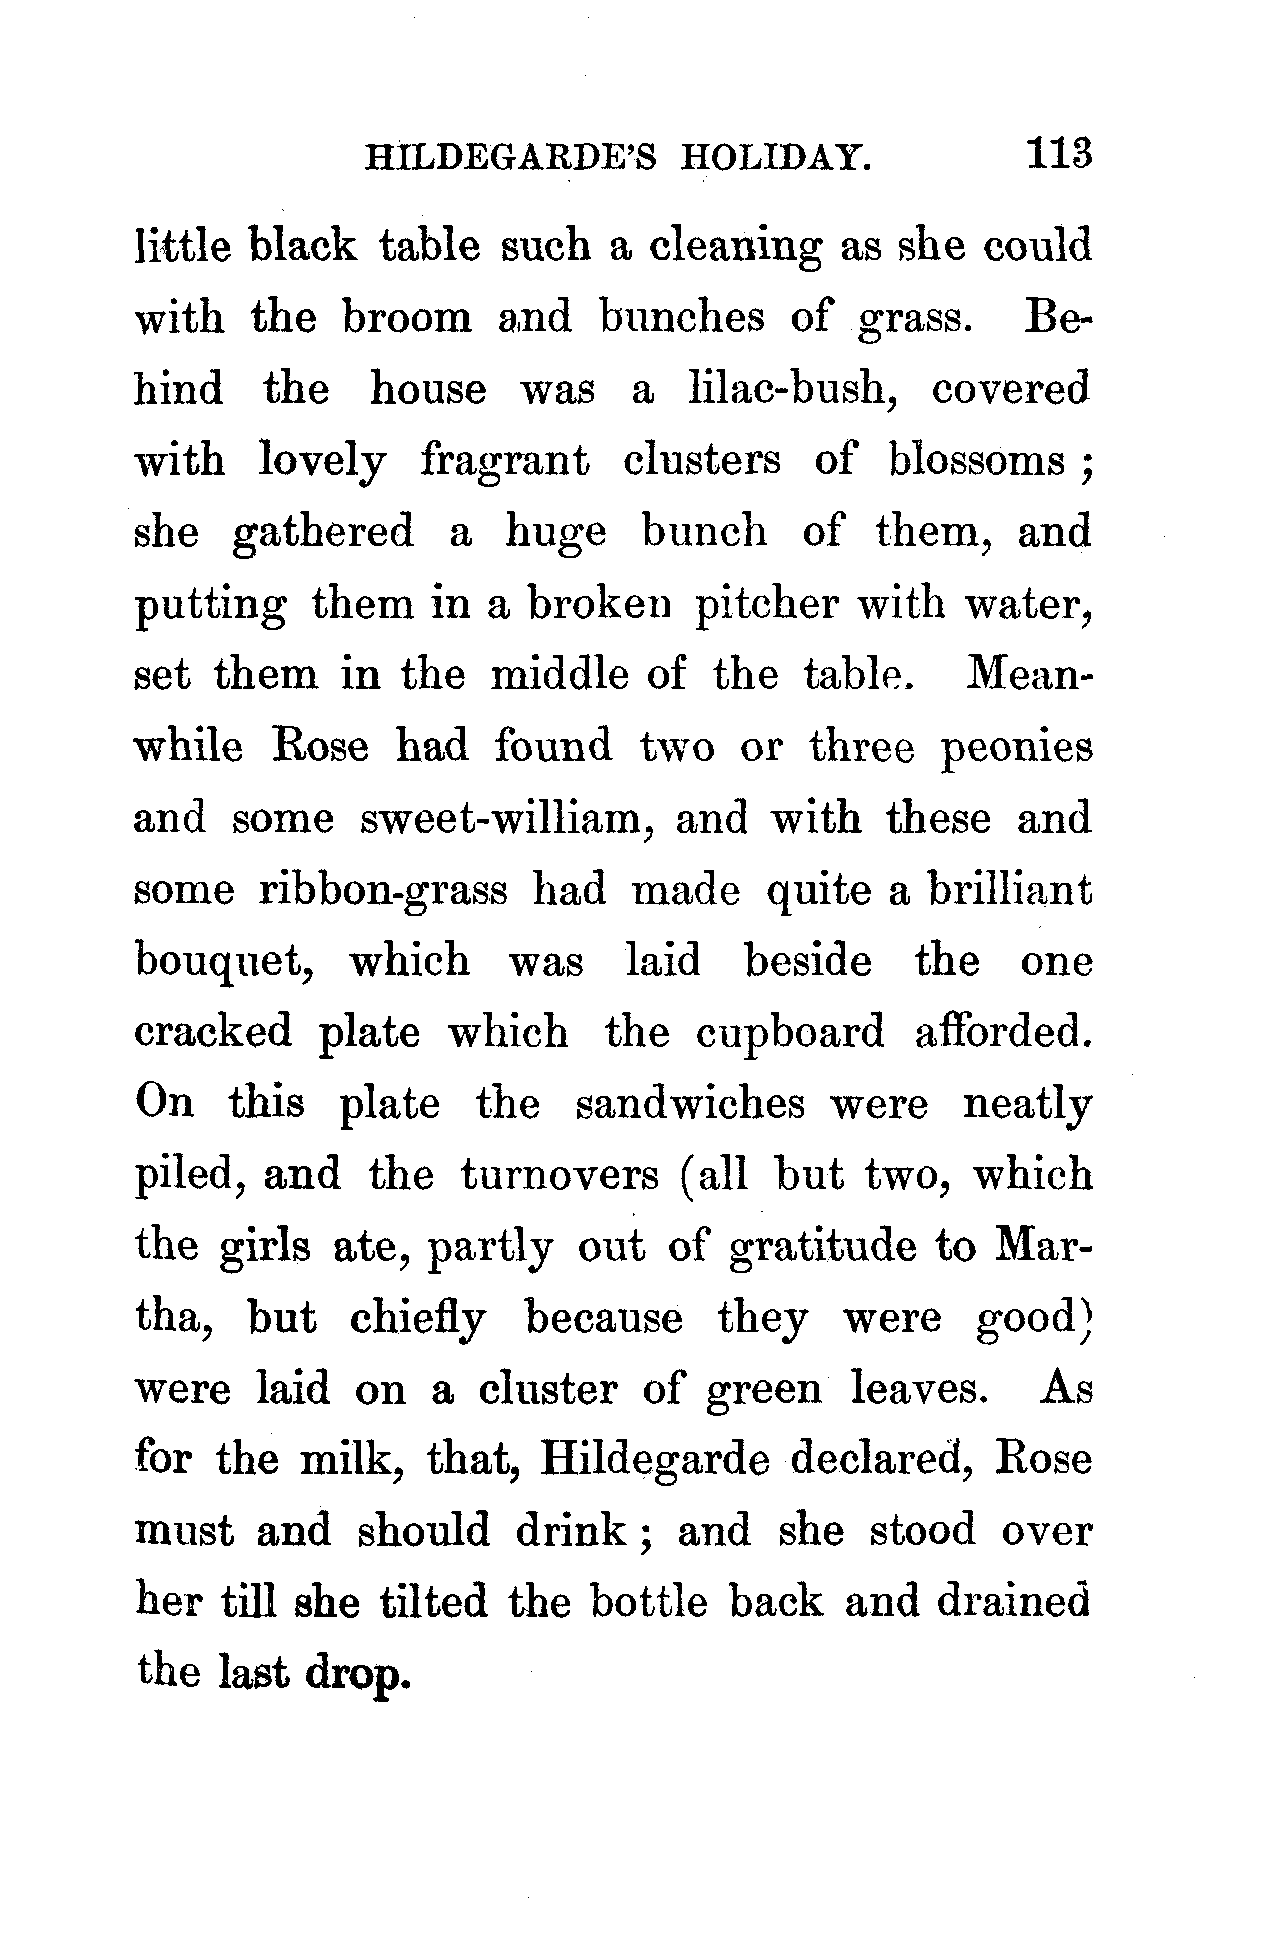 HILDEGARDE'S HOLIDAY. 113
little black table such a cleaning as she could
with the broom and bunches of grass. Be-
hind the house was a lilac-bush, covered
with lovely fragrant clusters of blossoms ;
she gathered a huge bunch of them, and
putting them in a broken pitcher with water,
set them in the middle of the table. Mean-
while Rose had found two or three peonies
and some sweet-william, and with these and
some ribbon-grass had made quite a brilliant
bouquet, which was laid beside the one
cracked plate which the cupboard afforded.
On this plate the sandwiches were neatly
piled, and the turnovers (all but two, which
the girls ate, partly out of gratitude to Mar-
tha, but chiefly because they were good)
were laid on a cluster of green leaves. As
for the milk, that, Hildegarde declared, Rose
must and should drink ; and she stood over
her till she tilted the bottle back and drained
the last drop.